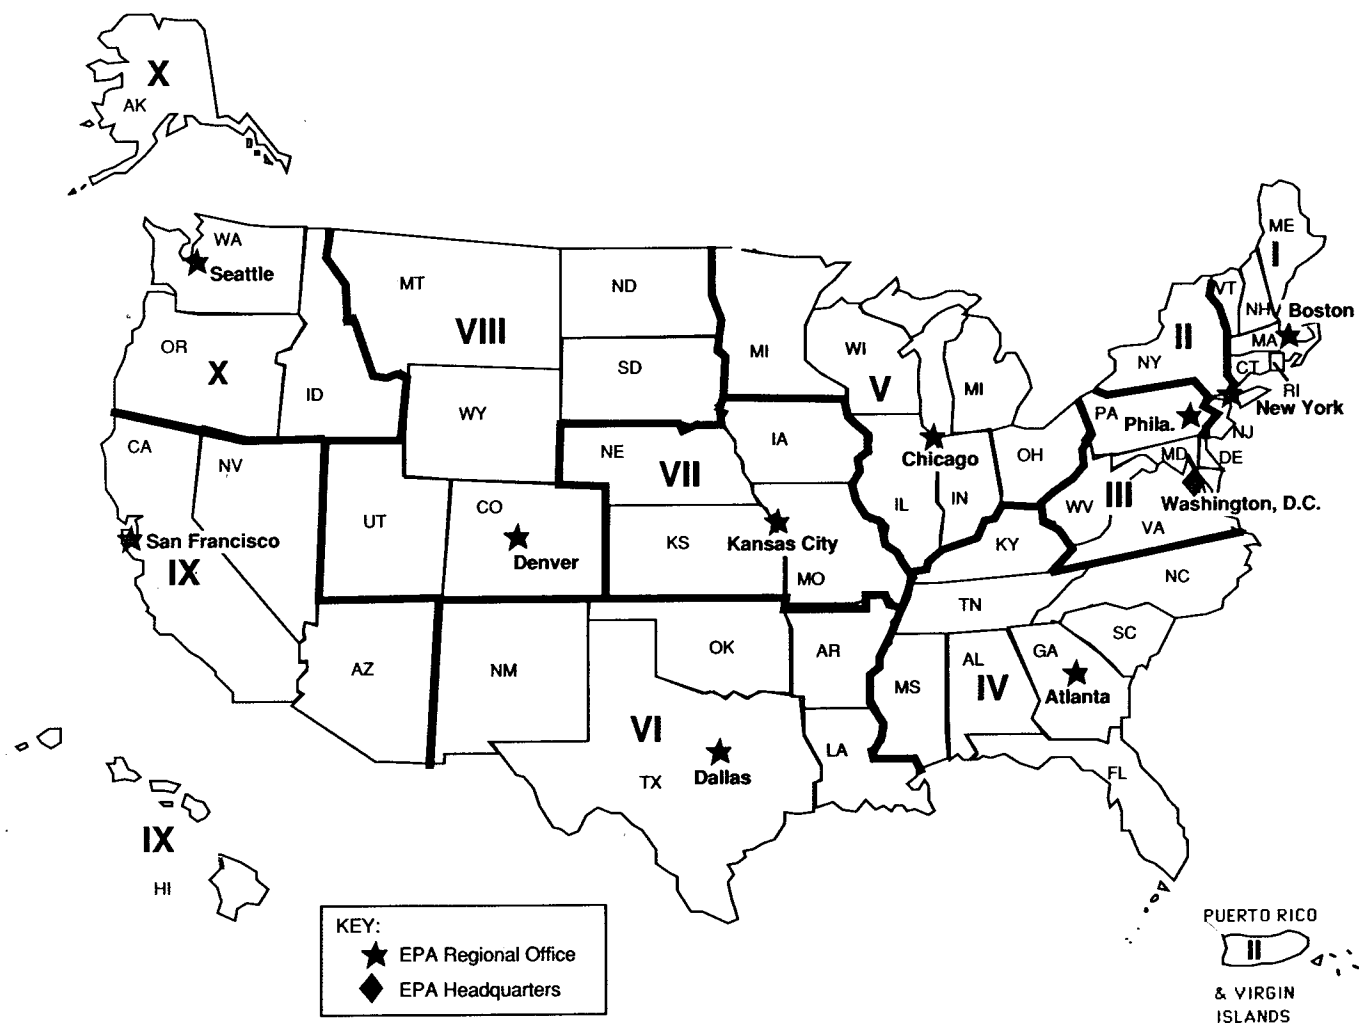 X
AK
WA
Seattle
MT
ND
VIII
MI
OR
X
ID
SD
WY
WI
V
MI
ME
I
VT
NH
Boston
II
MA
NY
CT
RI
New York
PA
Phila.
NJ
CA
NV
NE
VII
IA
Chicago
OH
MD
DE
III
Washington, D.C.
WV
VA
UT
CO
Denver
KS
Kansas City
MO
IL
IN
KY
San Francisco
IX
NC
TN
SC
AZ
NM
OK
AR
MS
AL
IV
GA
Atlanta
VI
TX
Dallas
LA
FL
IX
HI
KEY:
EPA Regional Office
EPA Headquarters
PUERTO RICO
II
& VIRGIN
ISLANDS